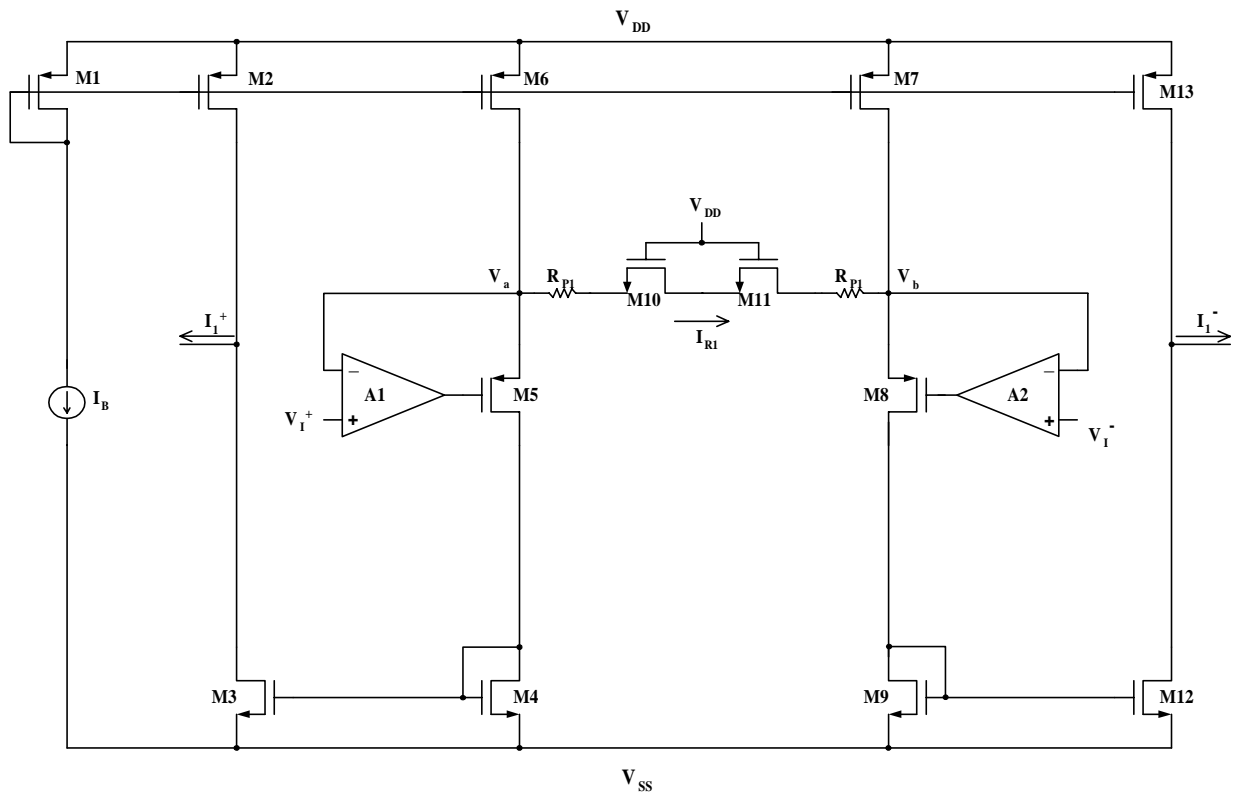 V_DD
M1
M2
M6
M7
M13
V_DD
V_a
R_P1
M10
M11
R_P1
V_b
I_R1
I_1^+
I_1^-
I_B
A1
M5
M8
A2
V_I^+
V_I^-
− +
− +
M3
M4
M9
M12
V_SS